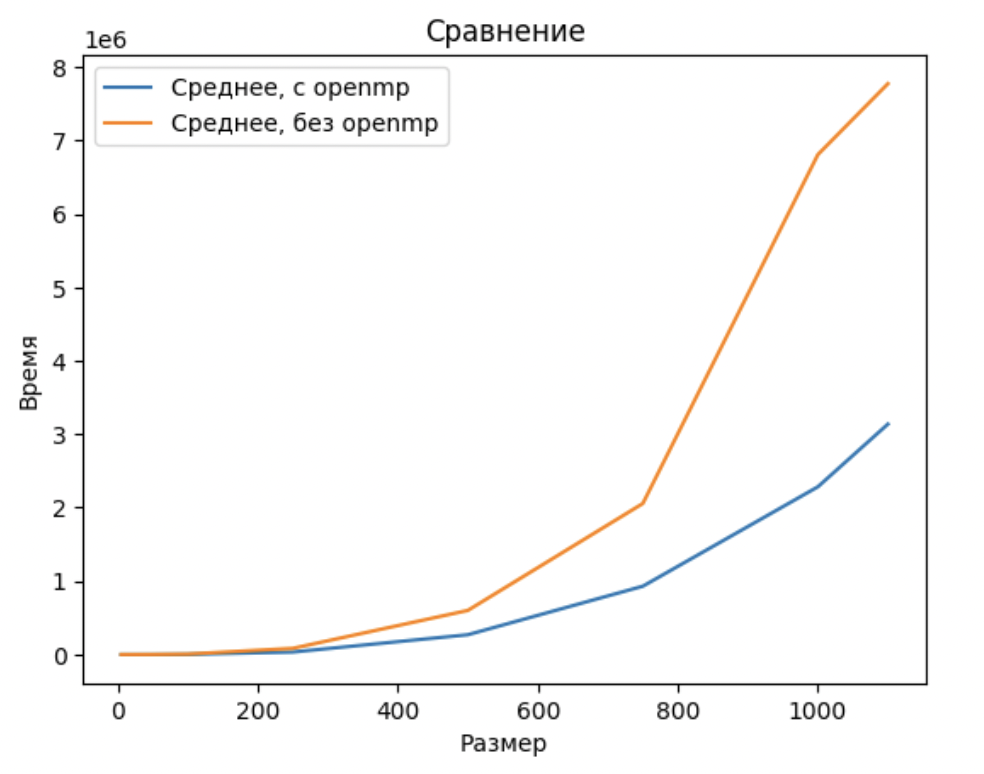 Сравнение
1e6
Среднее, с openmp
Среднее, без openmp
8
7
6
5
4
3
2
1
0
Время
0 200 400 600 800 1000
Размер